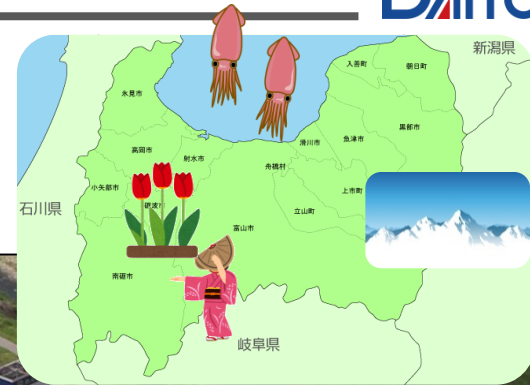 新潟県
入善町
朝日町
氷見市
黒部市
魚津市
滑川市
高岡市
射水市
舟橋村
小矢部市
上市町
砺波市
石川県
立山町
富山市
南砺市
岐阜県